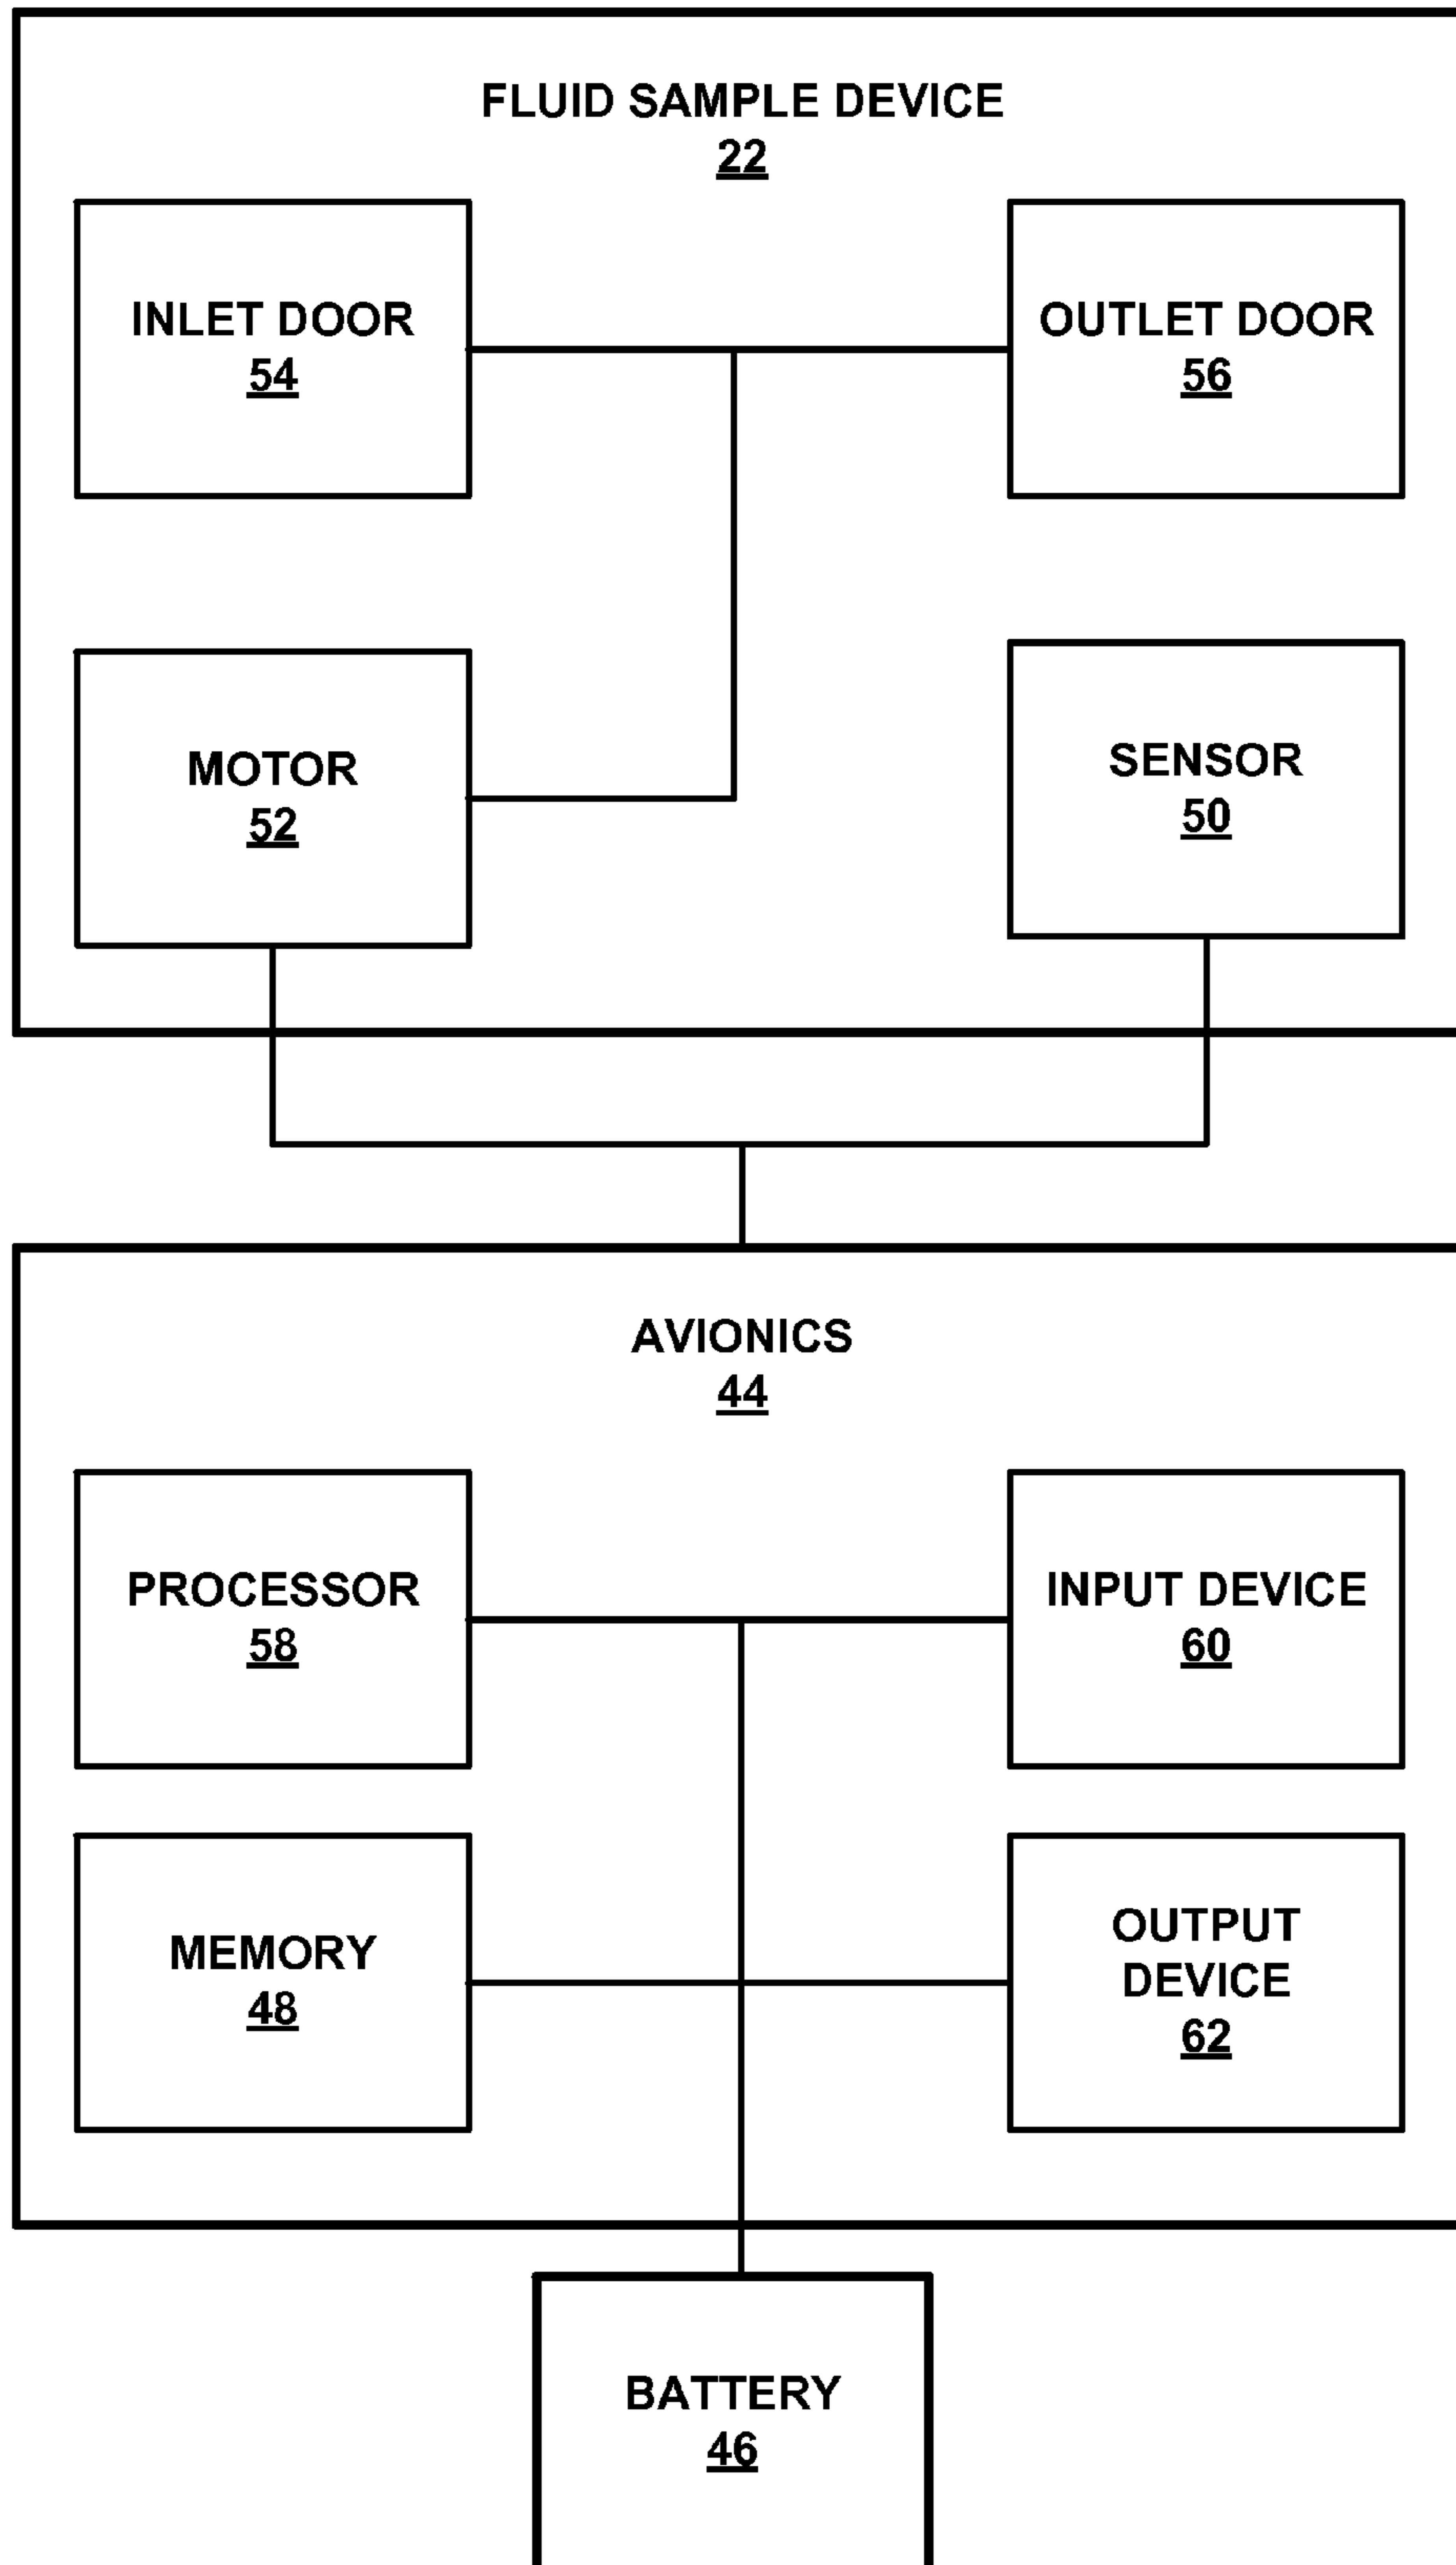 FLUID SAMPLE DEVICE
22
INLET DOOR
54
OUTLET DOOR
56
MOTOR
52
SENSOR
50
AVIONICS
44
PROCESSOR
58
INPUT DEVICE
60
MEMORY
48
OUTPUT
DEVICE
62
BATTERY
46